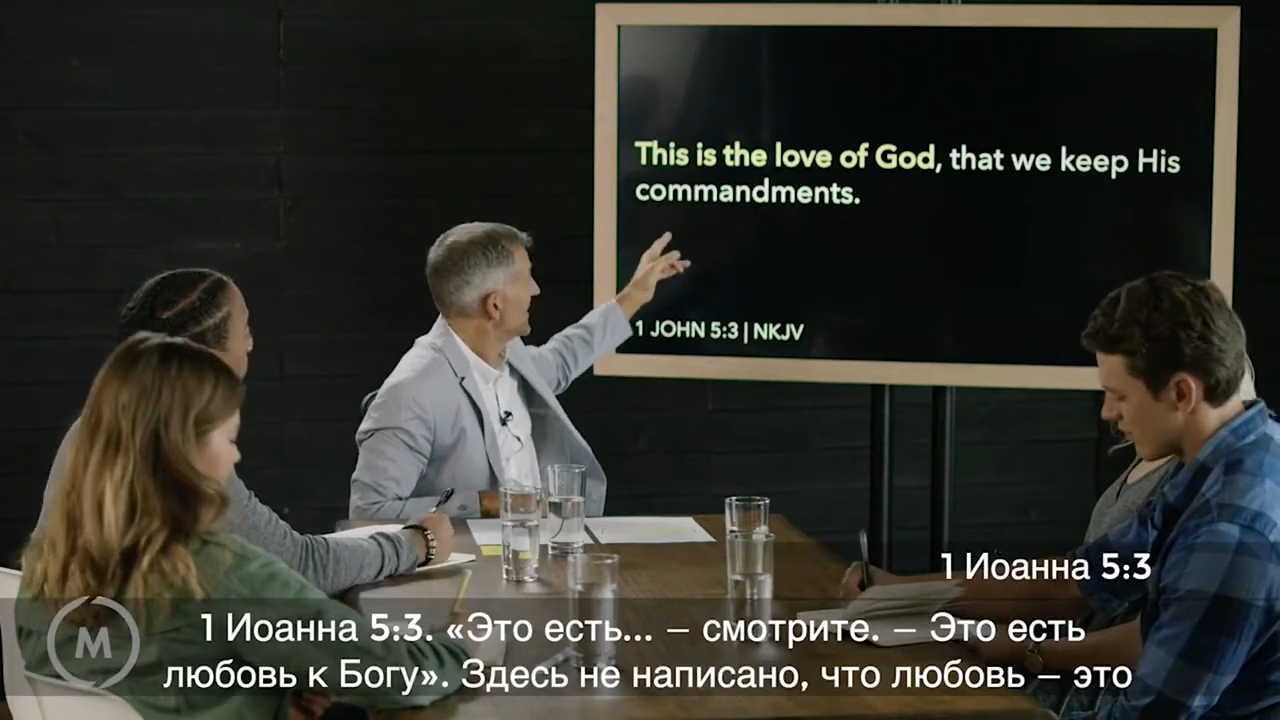 This is the love of God, that we keep His
commandments.
1 JOHN 5:3 | NKJV
1 Иоанна 5:3
1 Иоанна 5:3. «Это есть... – смотрите. – Это есть
любовь к Богу». Здесь не написано, что любовь – это
M